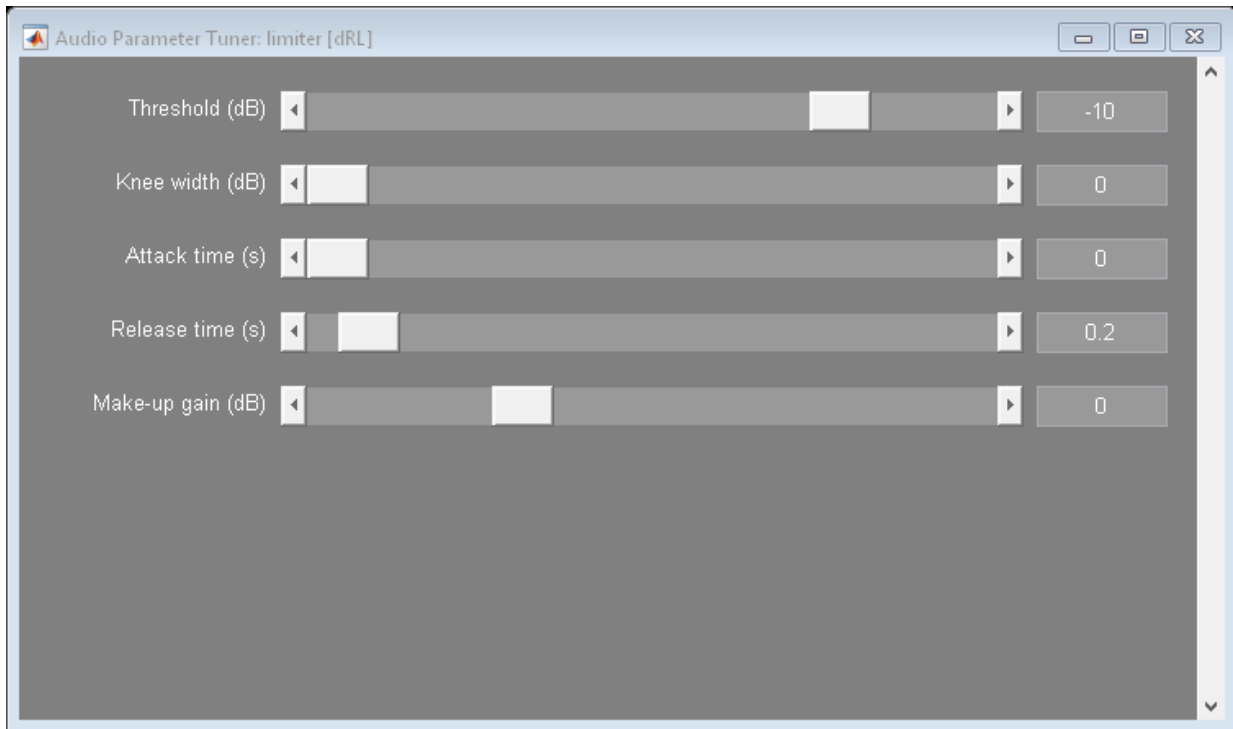 Audio Parameter Tuner: limiter [dRL]
Threshold (dB) -10
Knee width (dB) 0
Attack time (s) 0
Release time (s) 0.2
Make-up gain (dB) 0